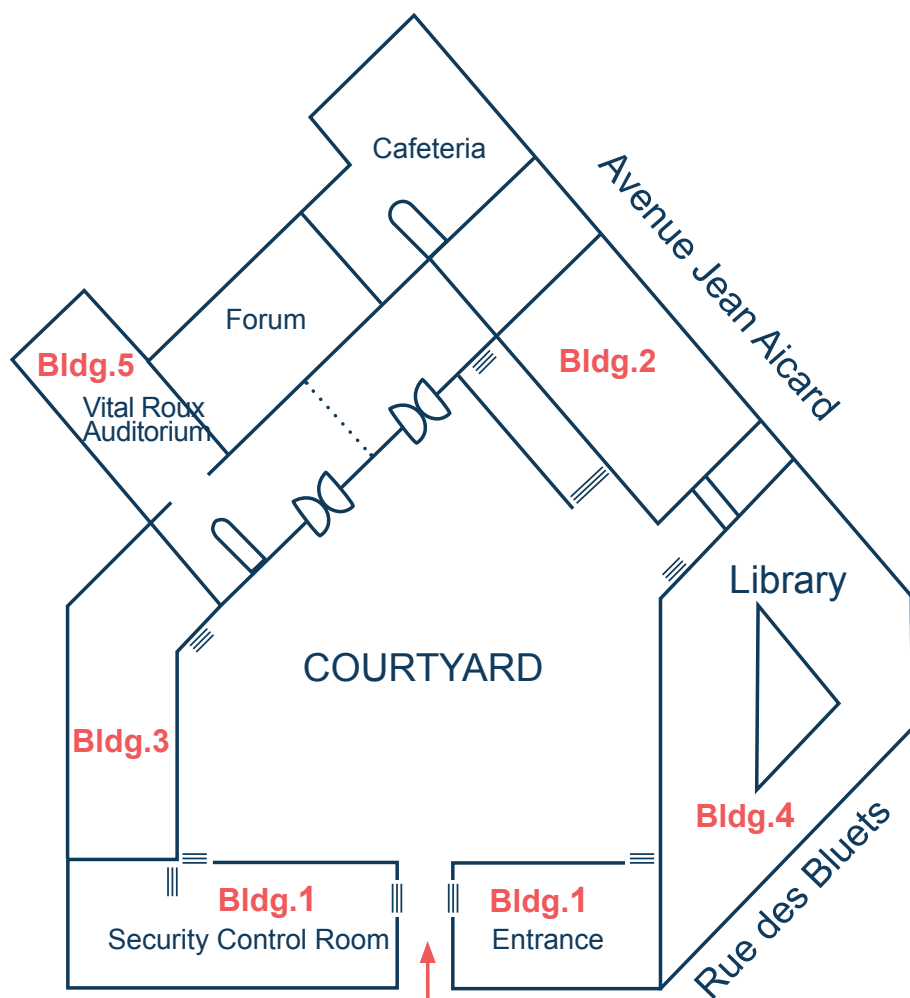 Cafeteria
Avenue Jean Aicard
Forum
Bldg.5
Bldg.2
Vital Roux
Auditorium
Library
COURTYARD
Bldg.3
Bldg.4
Rue des Bluets
Bldg.1
Security Control Room
Bldg.1
Entrance